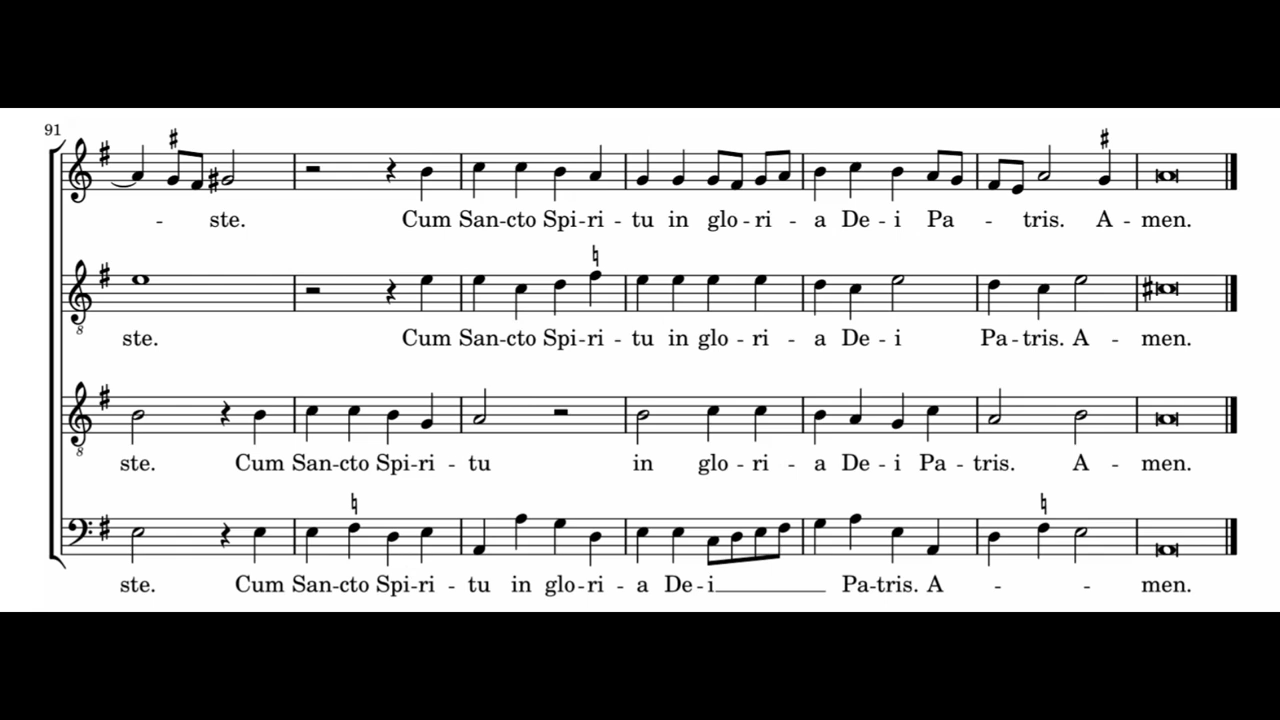 91
- ste. Cum San-cto Spi-ri - tu in glo-ri - a De-i Pa - tris. A-men.
ste. Cum San-cto Spi-ri - tu in glo-ri - a De-i Pa-tris. A - men.
8
ste. Cum San-cto Spi-ri - tu in glo-ri - a De-i Pa-tris. A - men.
8
ste. Cum San-cto Spi-ri - tu in glo-ri - a De-i Pa-tris. A - - men.